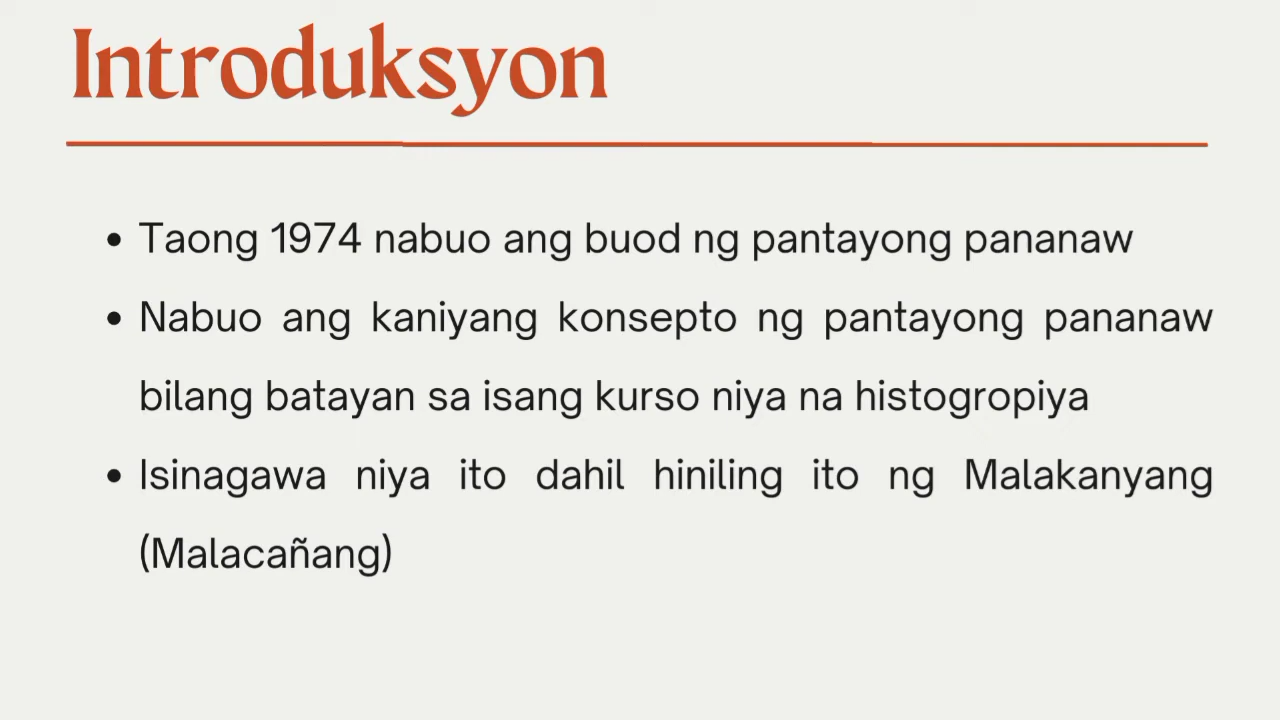 Introduksyon
• Taong 1974 nabuo ang buod ng pantayong pananaw
• Nabuo ang kaniyang konsepto ng pantayong pananaw
bilang batayan sa isang kurso niya na histogropiya
• Isinagawa niya ito dahil hiniling ito ng Malakanyang
(Malacañang)